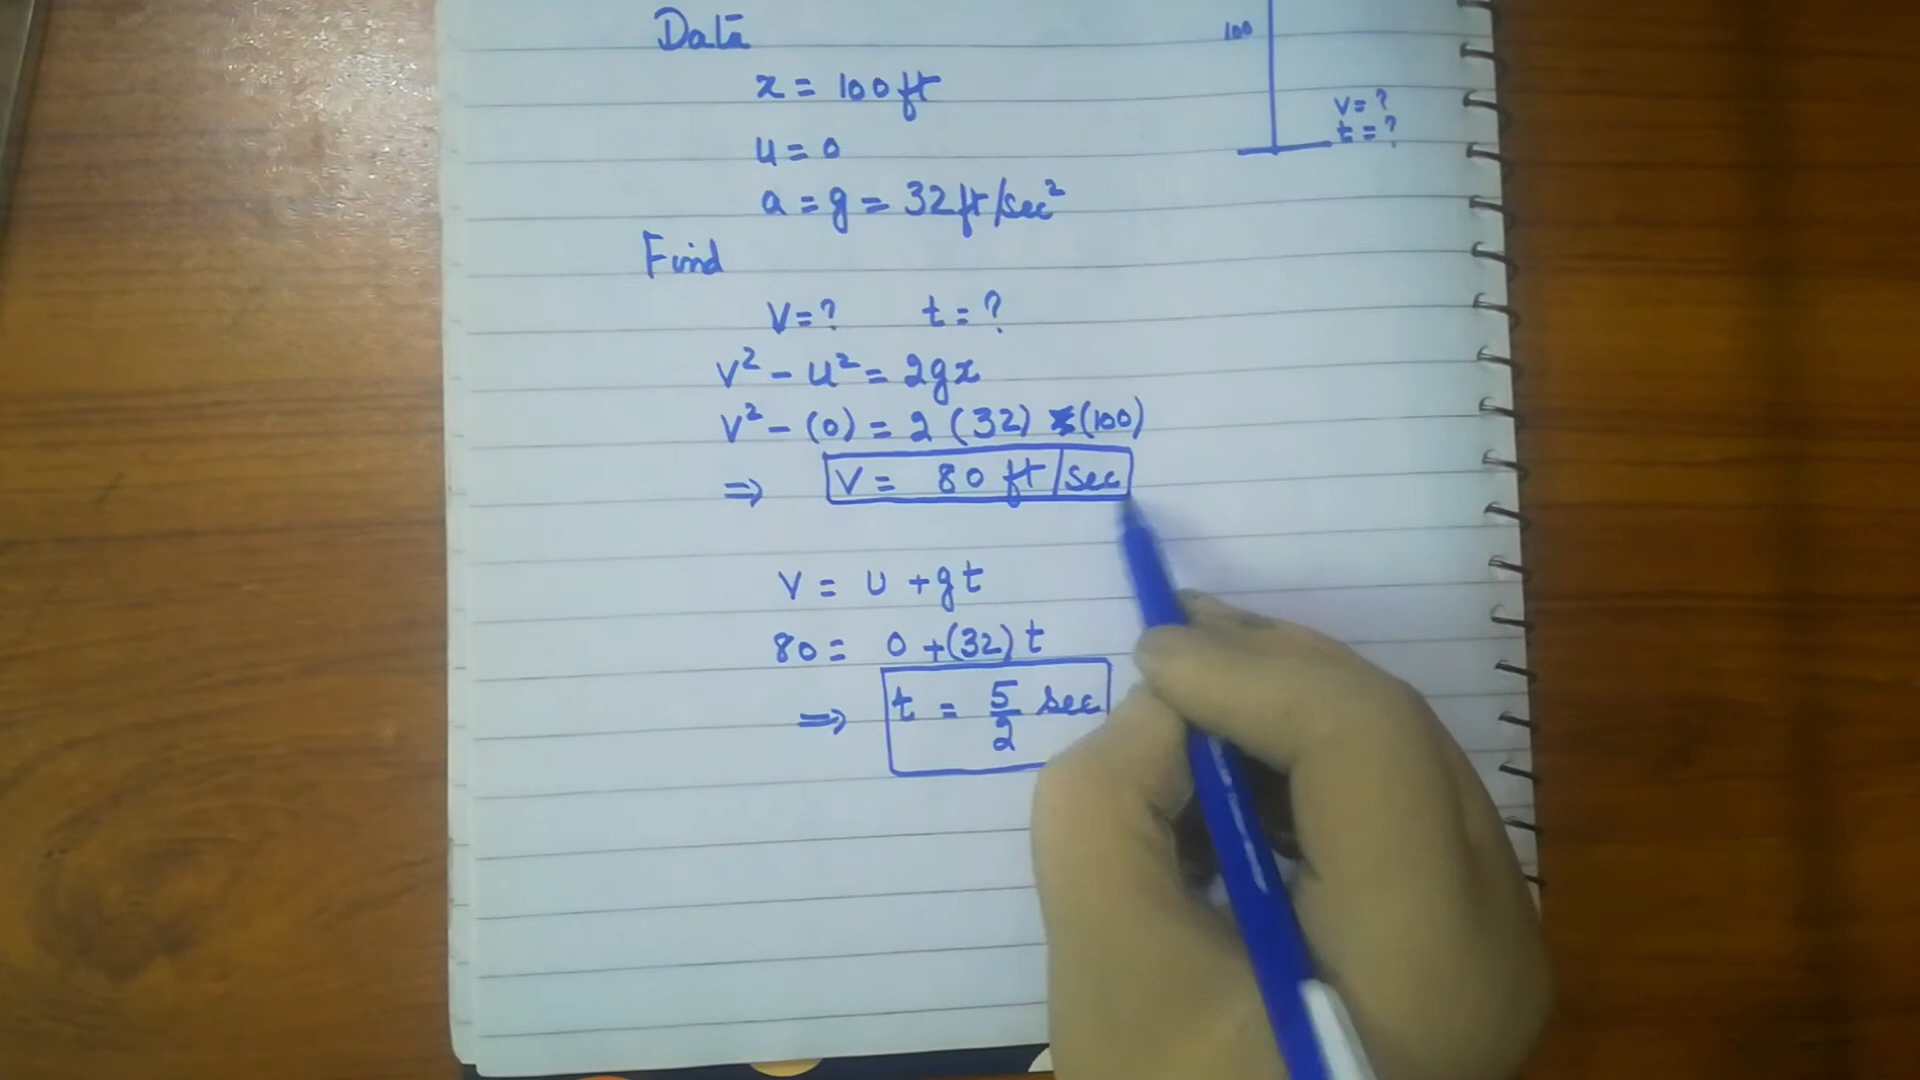 Data
100
x = 100 ft
v = ?
t = ?
u = 0
a = g = 32 ft/sec²
Find
V = ? t = ?
v² - u² = 2gx
v² - (0) = 2 (32) (100)
⇒ V = 80 ft/sec
v = u + gt
80 = 0 + (32) t
⇒ t = 5/2 sec